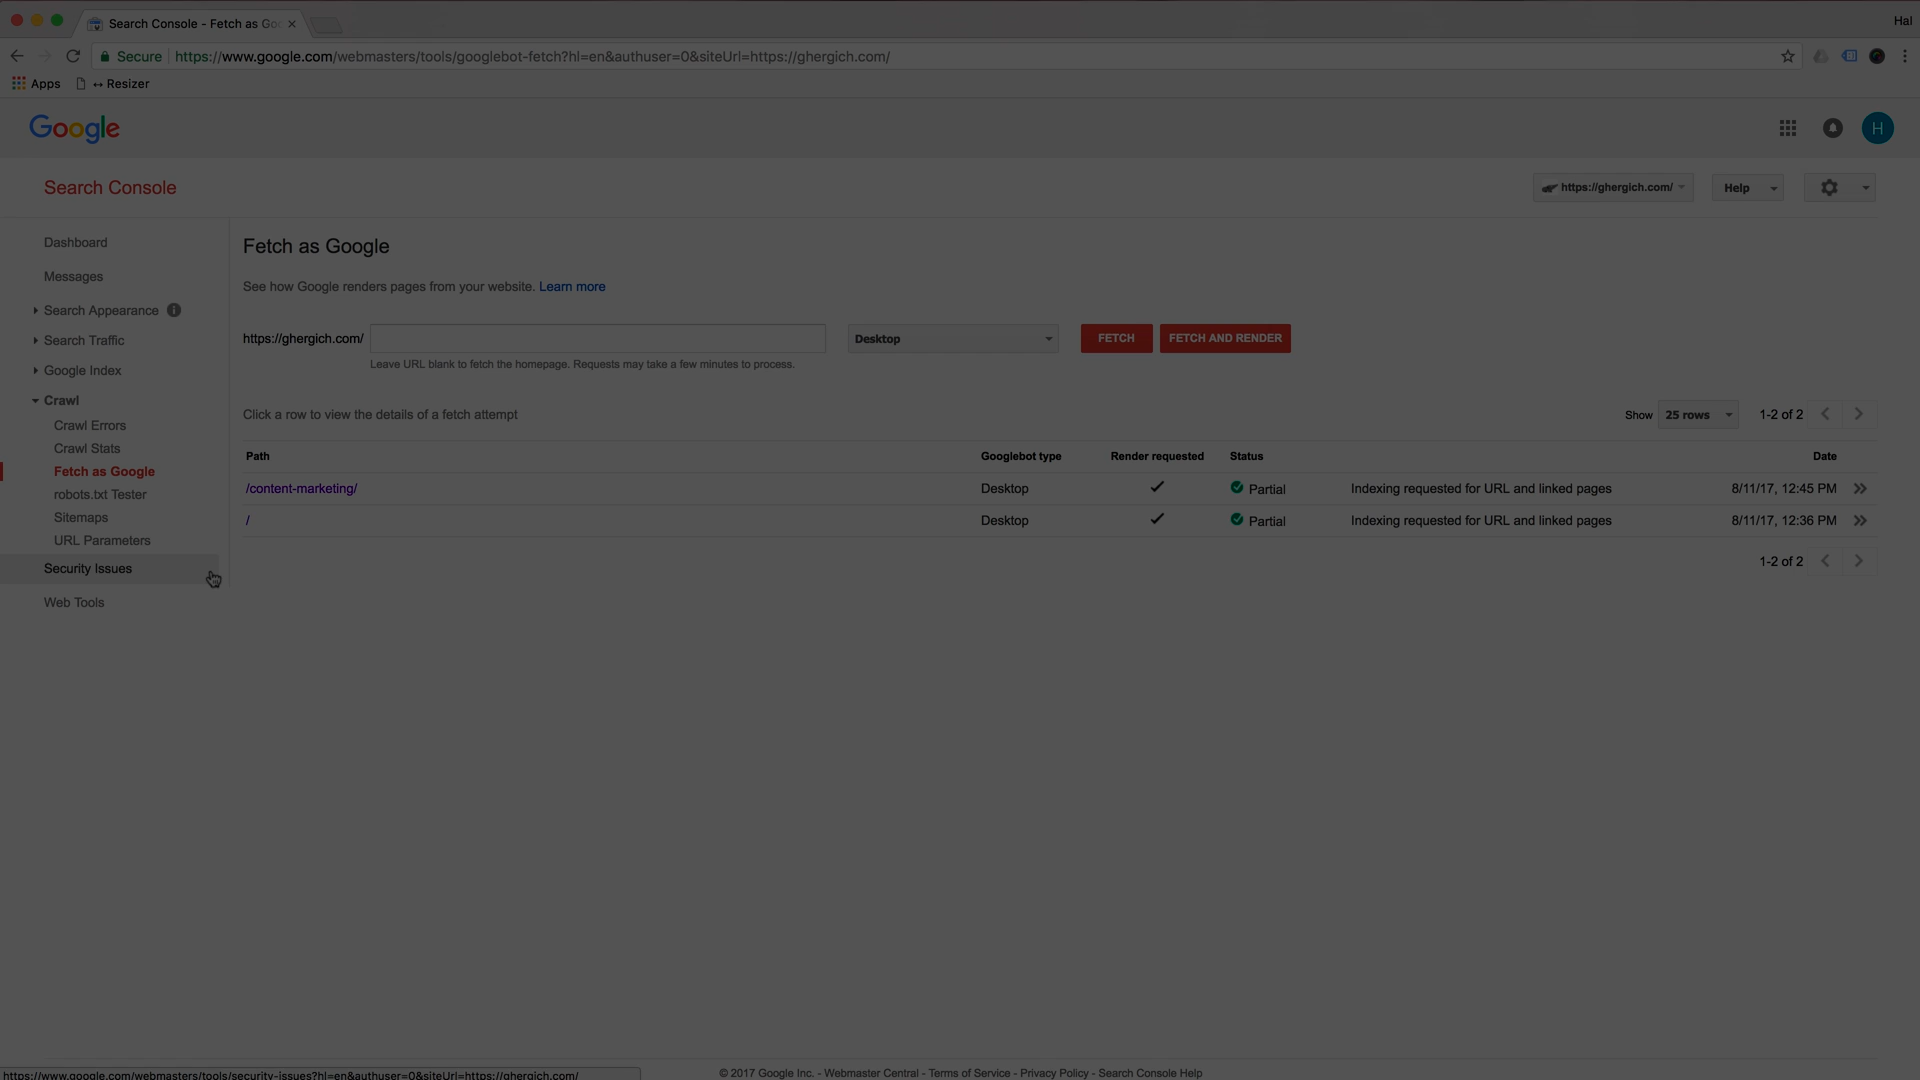 Search Console - Fetch as Go
Hal
Secure https://www.google.com/webmasters/tools/googlebot-fetch?hl=en&authuser=0&siteUrl=https://ghergich.com/
Apps ↔ Resizer
Google
H
Search Console
https://ghergich.com/
Help
Dashboard
Messages
Search Appearance
Search Traffic
Google Index
Crawl
Crawl Errors
Crawl Stats
Fetch as Google
robots.txt Tester
Sitemaps
URL Parameters
Security Issues
Web Tools
Fetch as Google
See how Google renders pages from your website. Learn more
https://ghergich.com/ Desktop FETCH FETCH AND RENDER
Leave URL blank to fetch the homepage. Requests may take a few minutes to process.
Click a row to view the details of a fetch attempt
Show 25 rows 1-2 of 2
Path Googlebot type Render requested Status Date
/content-marketing/ Desktop ✓ Partial Indexing requested for URL and linked pages 8/11/17, 12:45 PM
/ Desktop ✓ Partial Indexing requested for URL and linked pages 8/11/17, 12:36 PM
1-2 of 2
https://www.google.com/webmasters/tools/security-issues?hl=en&authuser=0&siteUrl=https://ghergich.com/
© 2017 Google Inc. - Webmaster Central - Terms of Service - Privacy Policy - Search Console Help